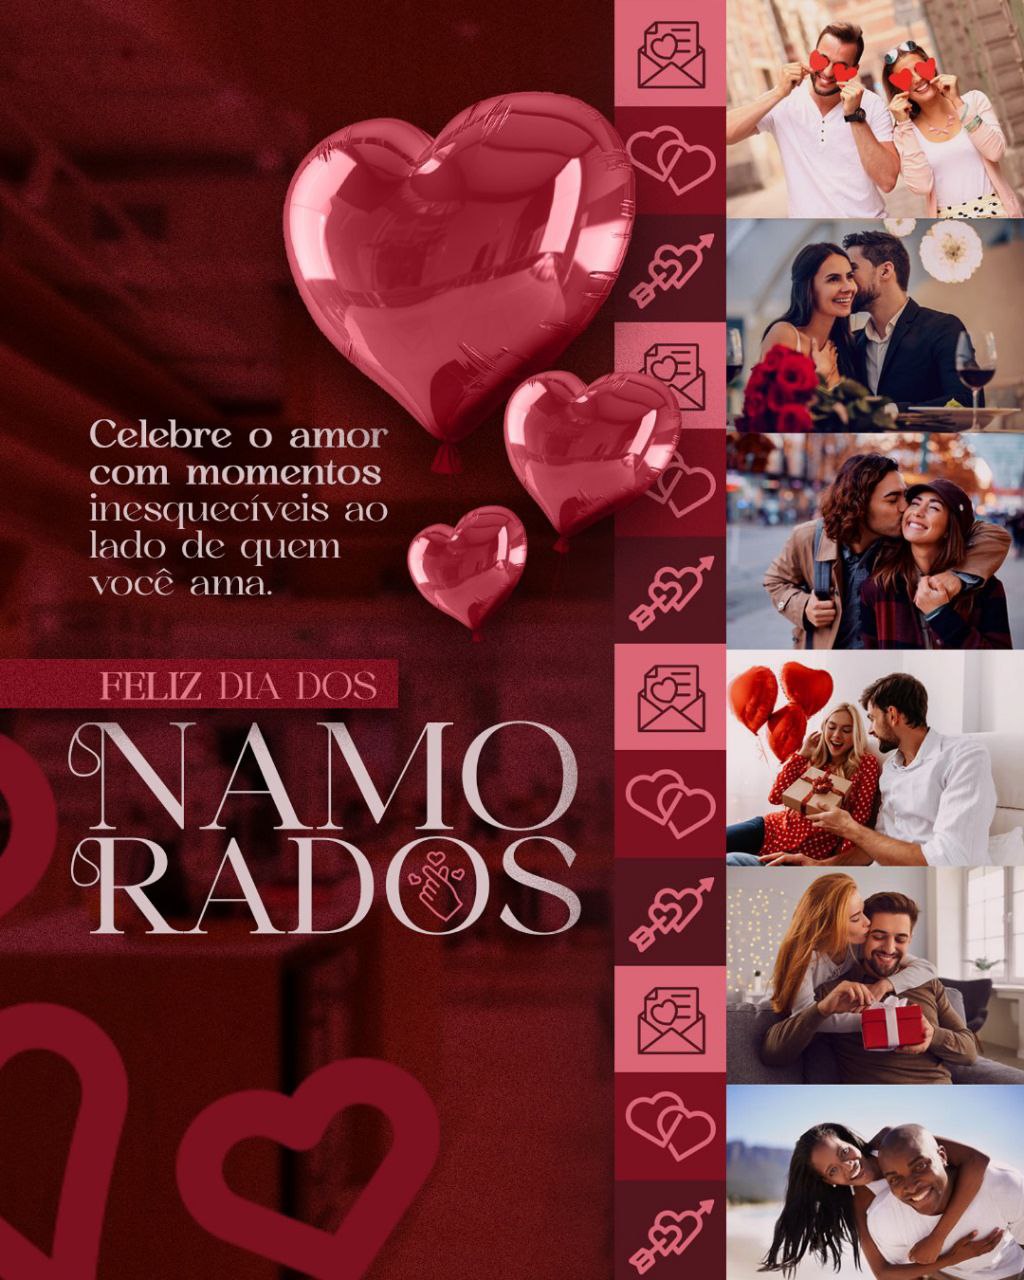 Celebre o amor
com momentos
inesquecíveis ao
lado de quem
você ama.
FELIZ DIA DOS
NAMO
RADOS